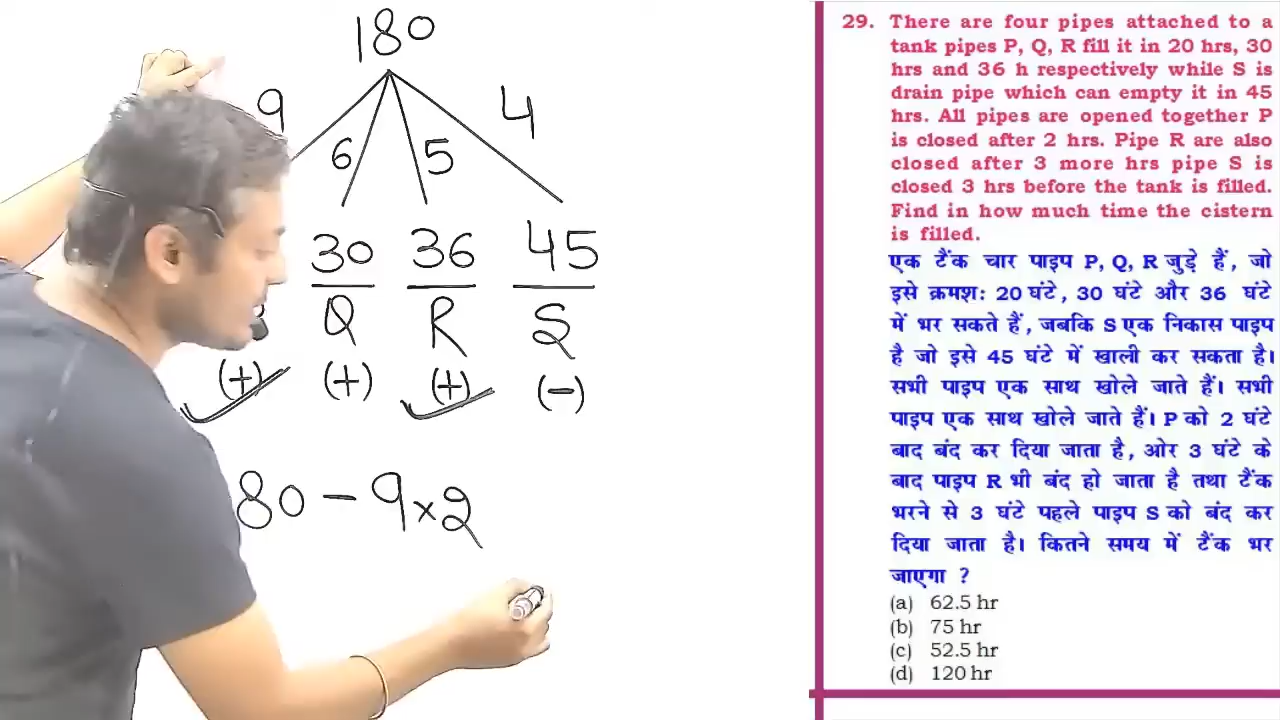 180
9 6 5 4
30 36 45
Q R S
(+) (+) (+) (-)
80 - 9×2
29. There are four pipes attached to a
tank pipes P, Q, R fill it in 20 hrs, 30
hrs and 36 h respectively while S is
drain pipe which can empty it in 45
hrs. All pipes are opened together P
is closed after 2 hrs. Pipe R are also
closed after 3 more hrs pipe S is
closed 3 hrs before the tank is filled.
Find in how much time the cistern
is filled.
एक टैंक चार पाइप P, Q, R जुड़े हैं, जो
इसे क्रमश: 20 घंटे, 30 घंटे और 36 घंटे
में भर सकते हैं, जबकि S एक निकास पाइप
है जो इसे 45 घंटे में खाली कर सकता है।
सभी पाइप एक साथ खोले जाते हैं। सभी
पाइप एक साथ खोले जाते हैं। P को 2 घंटे
बाद बंद कर दिया जाता है, ओर 3 घंटे के
बाद पाइप R भी बंद हो जाता है तथा टैंक
भरने से 3 घंटे पहले पाइप S को बंद कर
दिया जाता है। कितने समय में टैंक भर
जाएगा ?
(a) 62.5 hr
(b) 75 hr
(c) 52.5 hr
(d) 120 hr